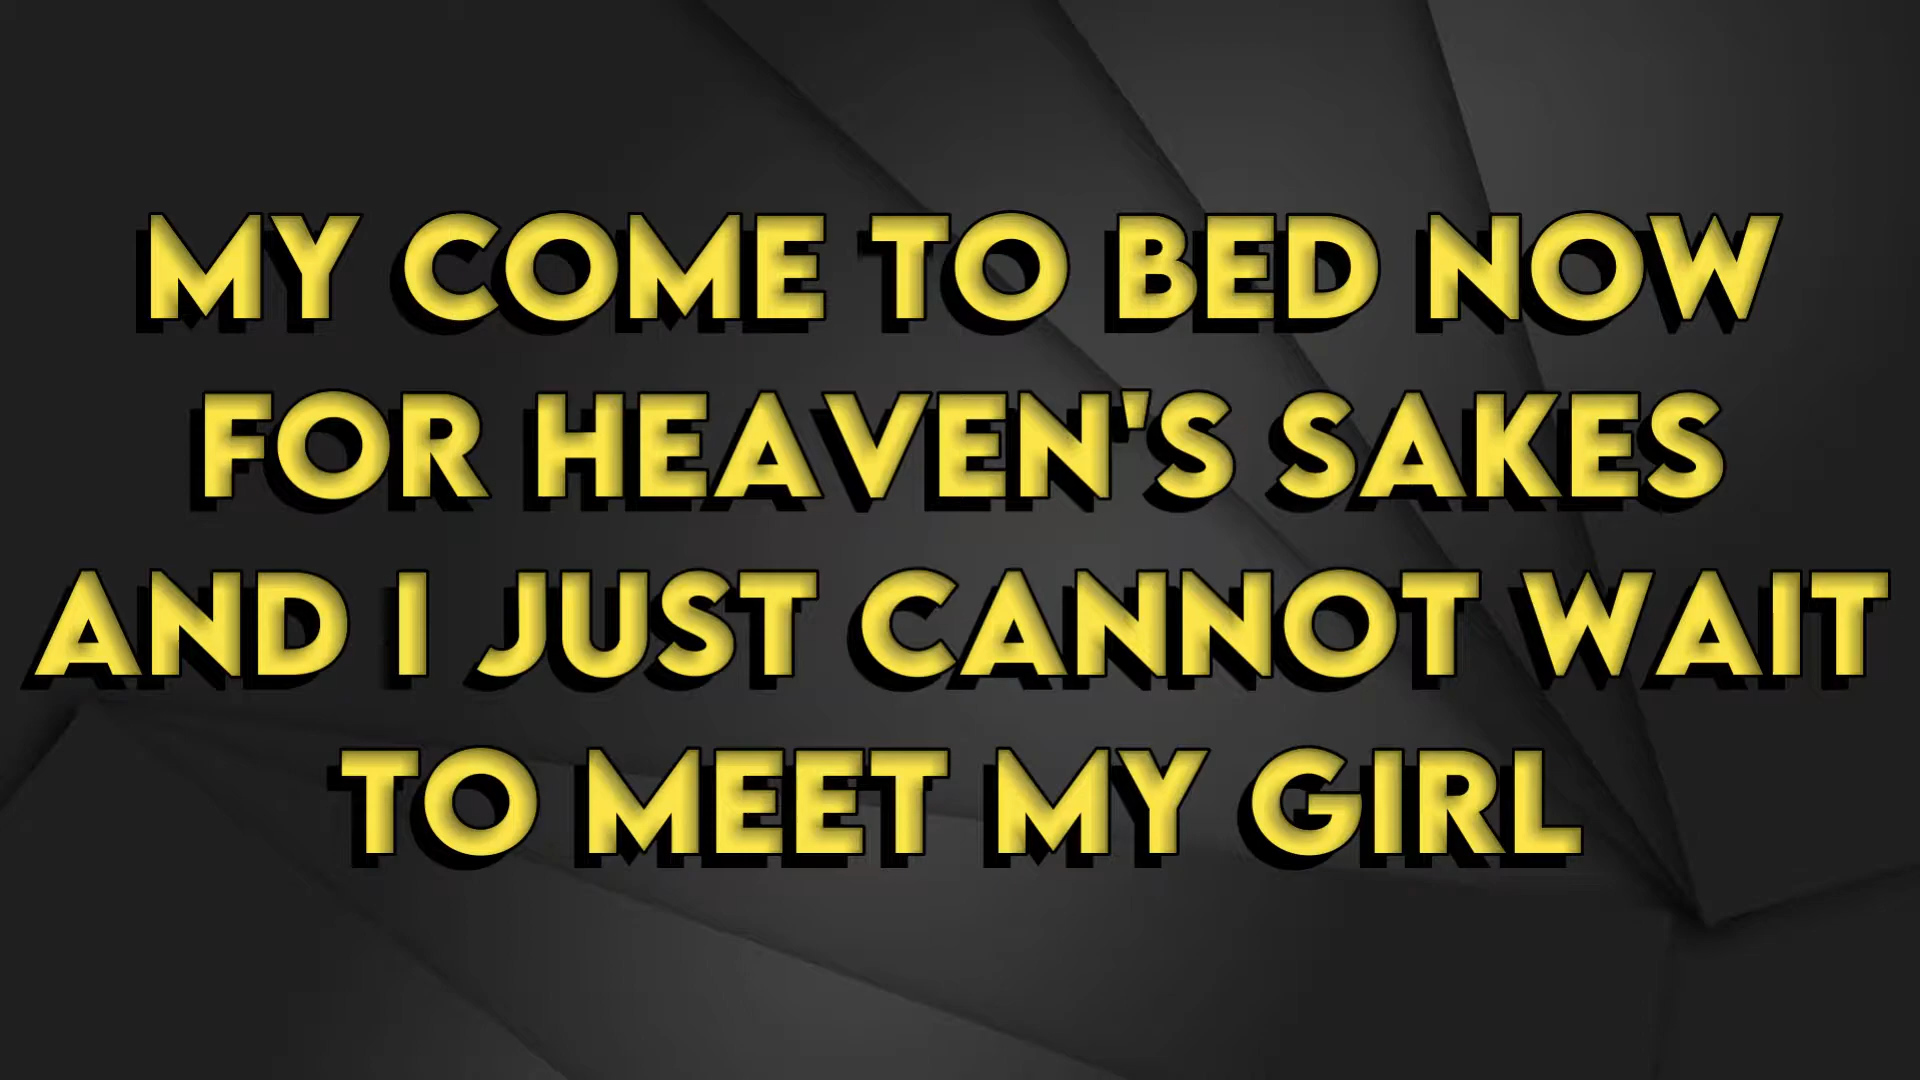 MY COME TO BED NOW
FOR HEAVEN'S SAKES
AND I JUST CANNOT WAIT
TO MEET MY GIRL